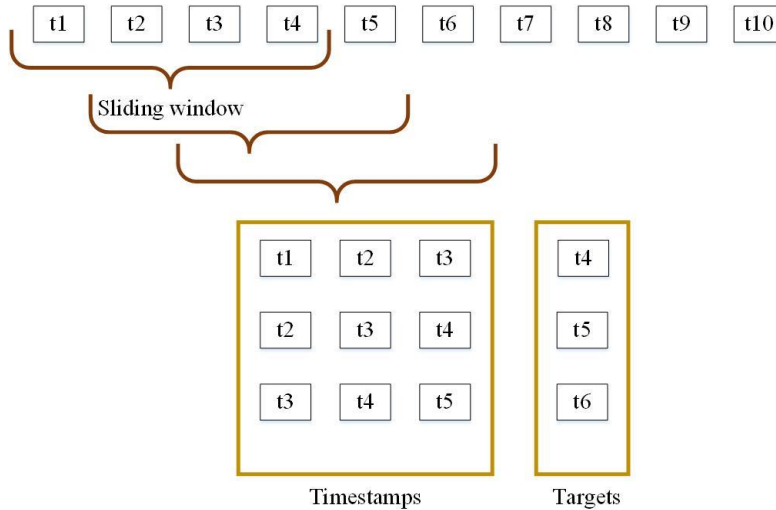 t1 t2 t3 t4 t5 t6 t7 t8 t9 t10
Sliding window
t1 t2 t3 t4
t2 t3 t4 t5
t3 t4 t5 t6
Timestamps Targets